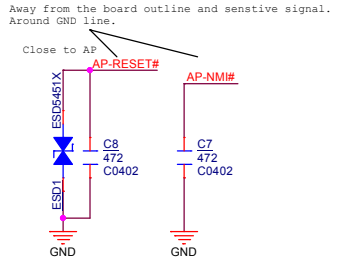 Away from the board outline and senstive signal.
Around GND line.
Close to AP
AP-RESET#
AP-NMI#
ESD5451X
ESD1
C8
472
C0402
C7
472
C0402
GND
GND